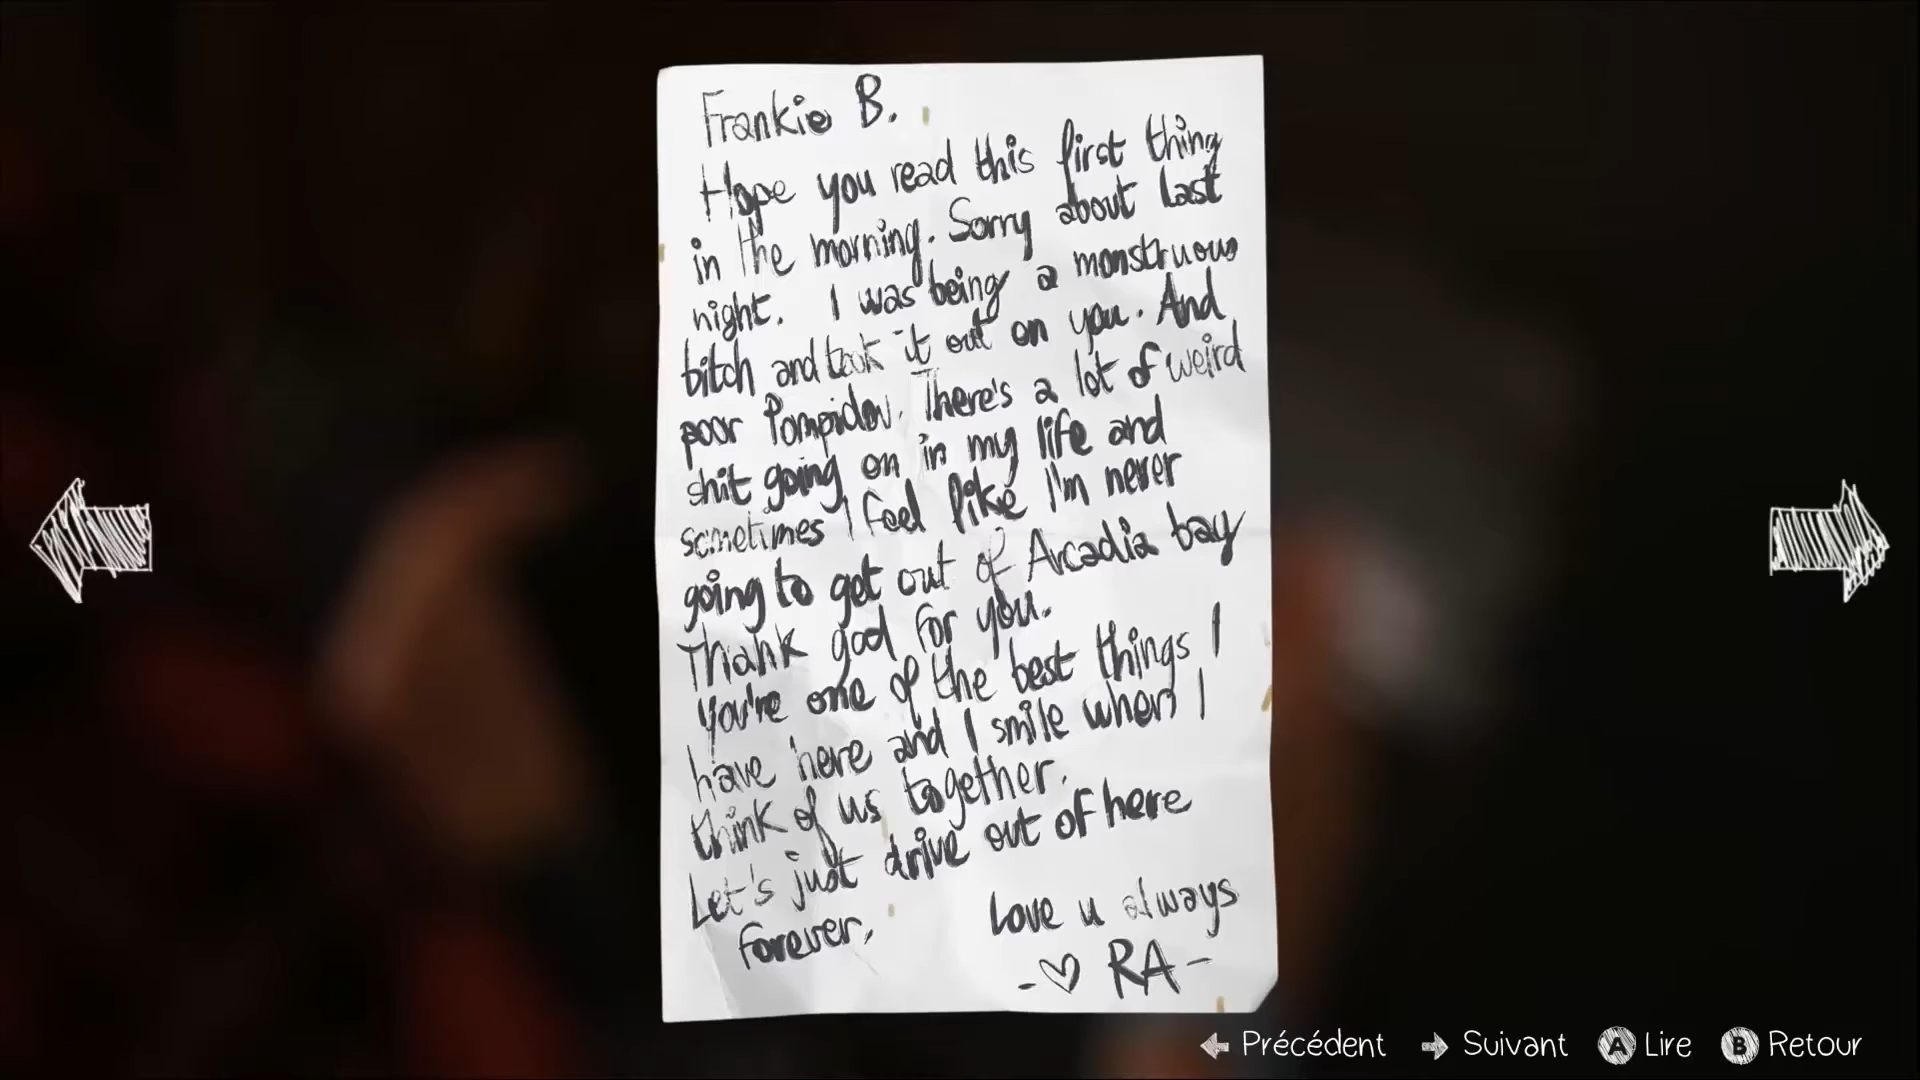 Frankie B.
Hope you read this first thing
in the morning. Sorry about last
night. I was being a monstruous
bitch and took it out on you. And
poor Pompidou. There's a lot of weird
shit going on in my life and
sometimes I feel like I'm never
going to get out of Arcadia bay
Thank god for you.
You're one of the best things I
have here and I smile when I
think of us together.
Let's just drive out of here
forever.
Love u always
-♡ RA-
Précédent Suivant A Lire B Retour